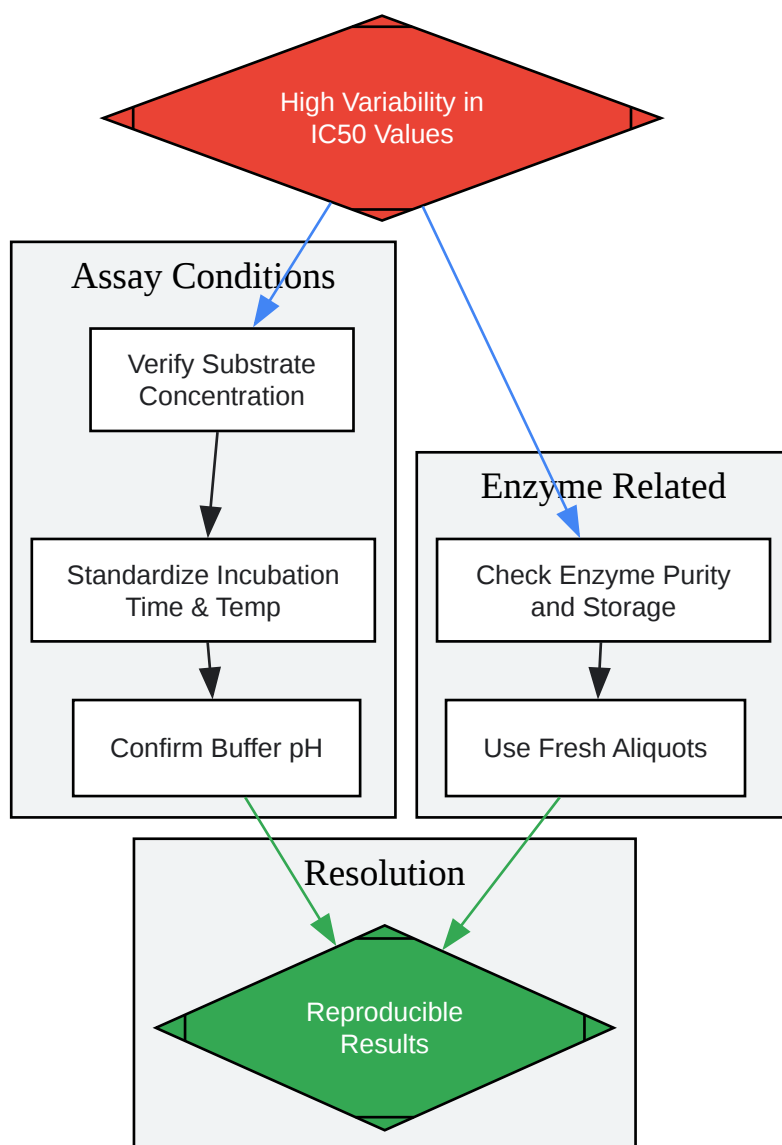 High Variability in
IC50 Values
Assay Conditions
Verify Substrate
Concentration
Standardize Incubation
Time & Temp
Confirm Buffer pH
Enzyme Related
Check Enzyme Purity
and Storage
Use Fresh Aliquots
Resolution
Reproducible
Results